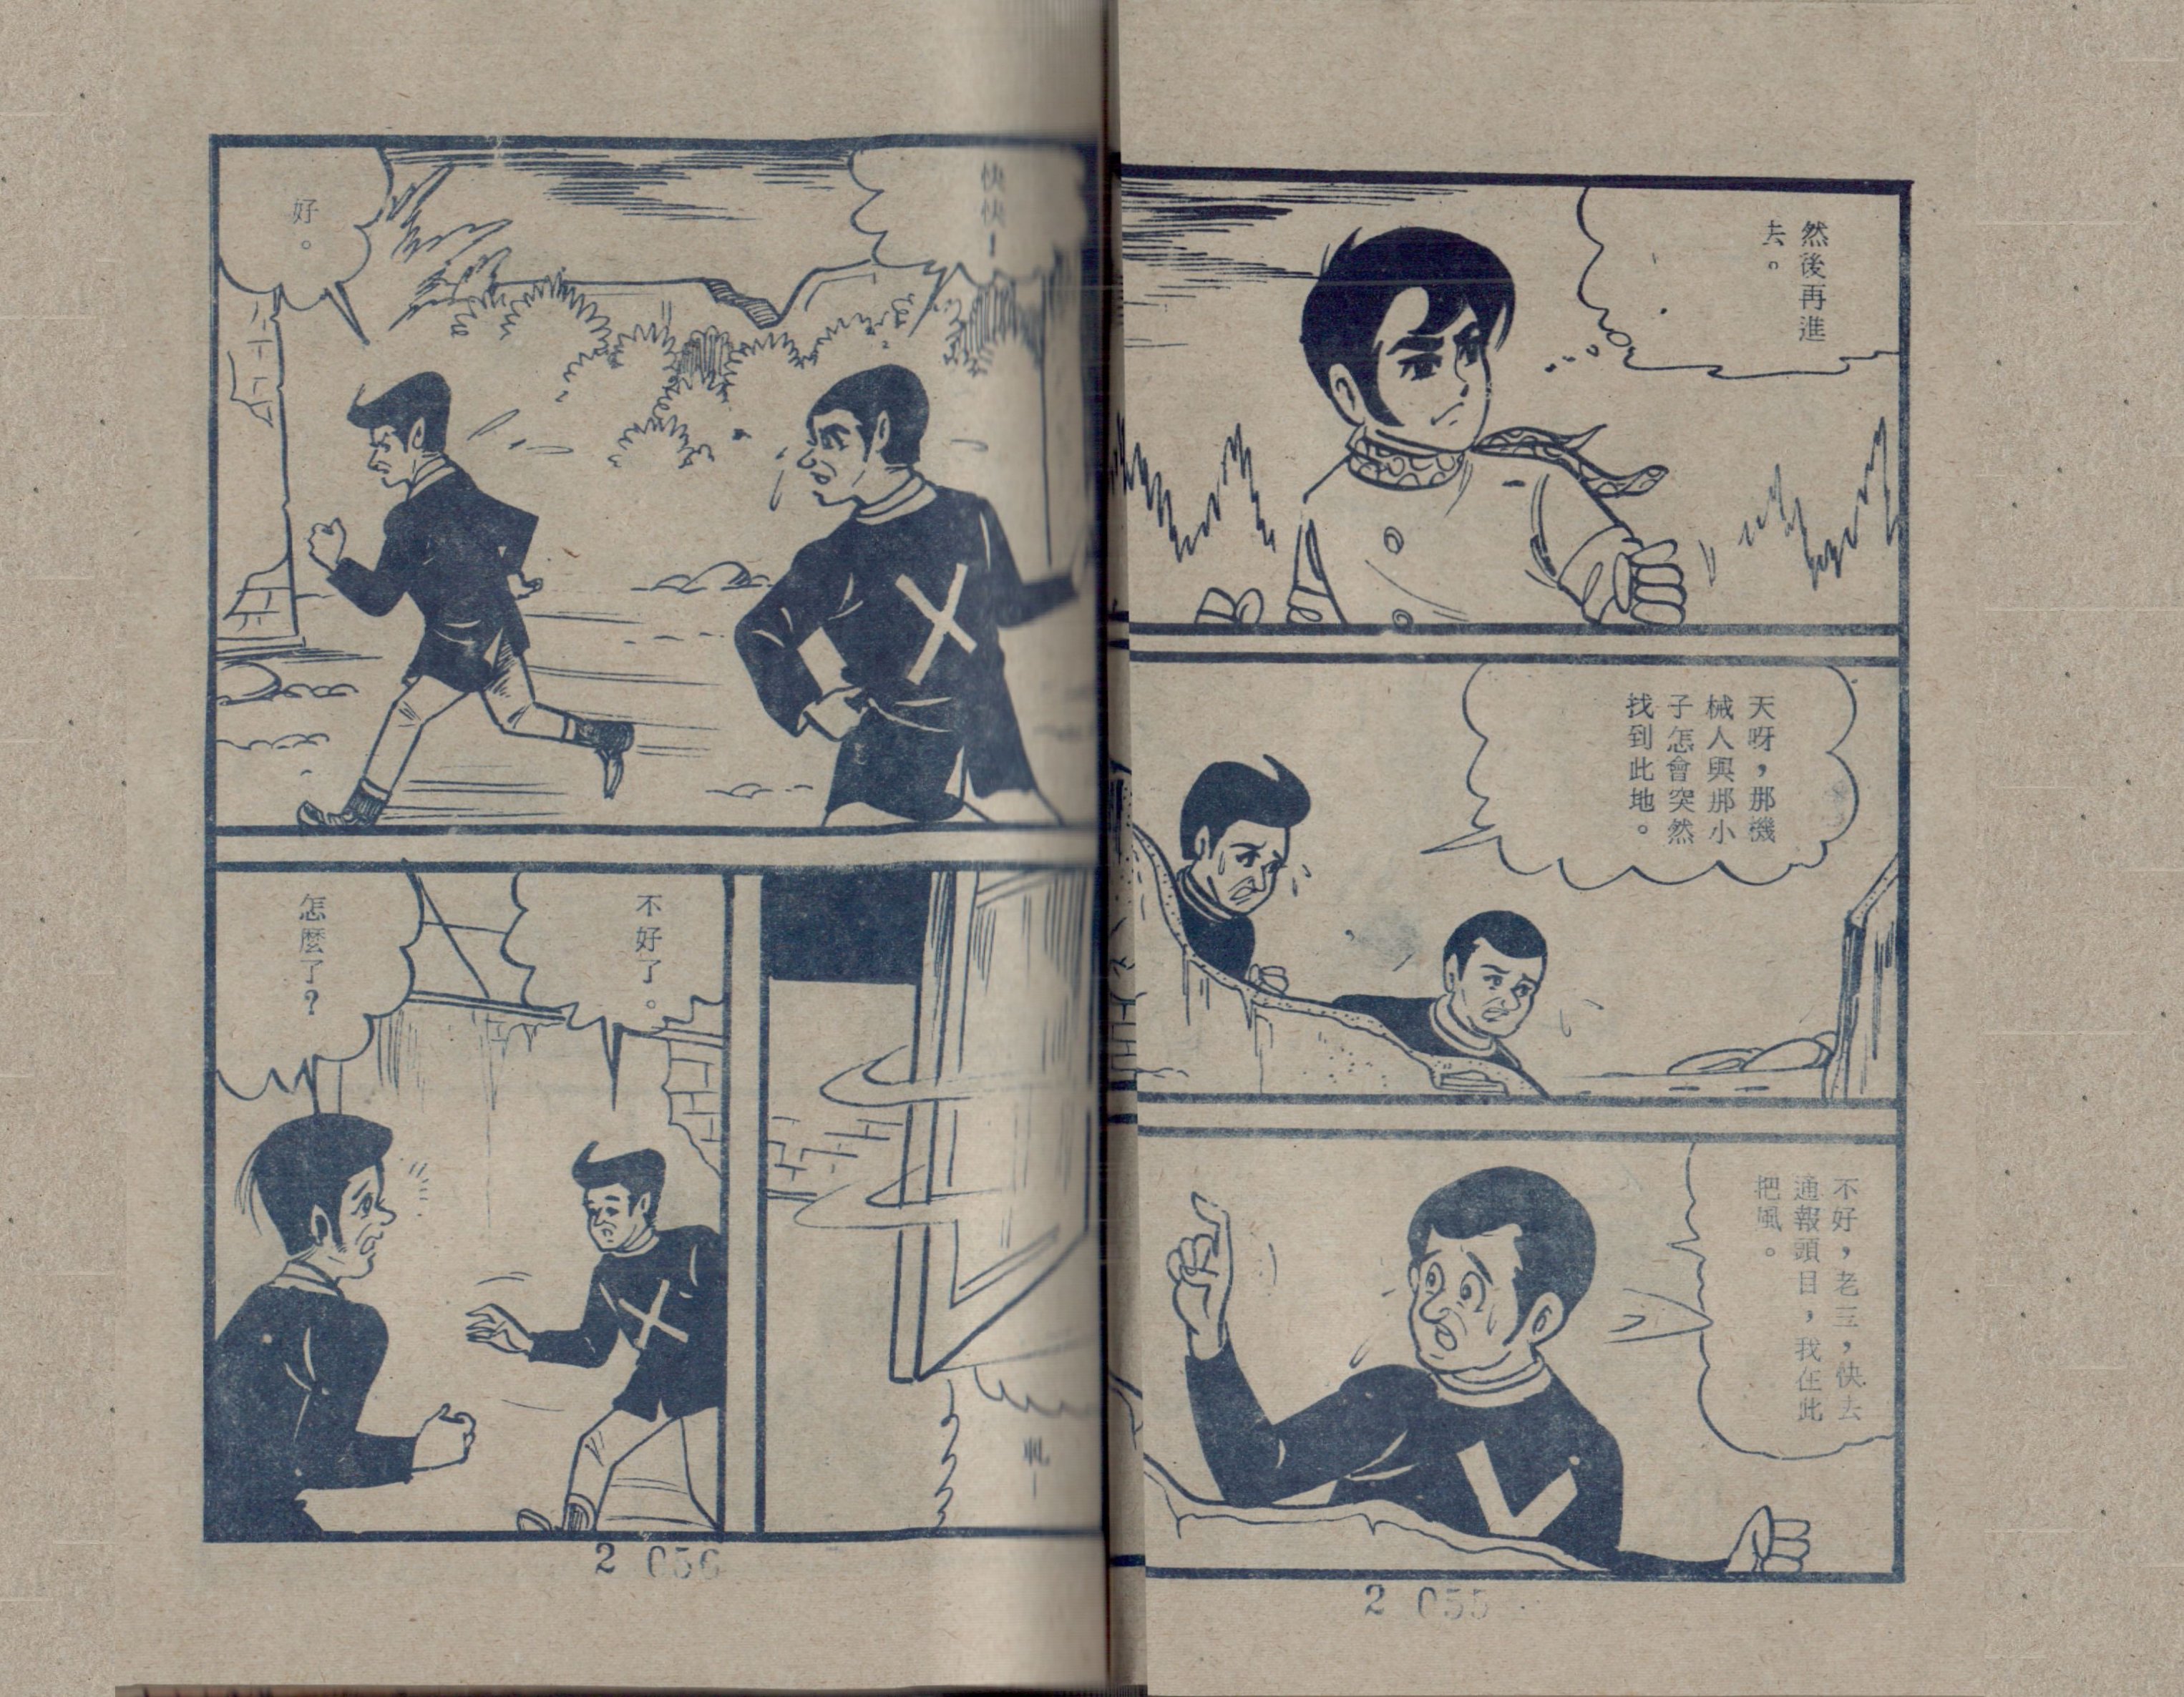 然後再進
去。
天呀，那機
械人與那小
子怎會突然
找到此地。
不好，老三，快去
通報頭目，我在此
把風。
2 055
快快！
好。
軋—
不好了。
怎麼了？
2 056